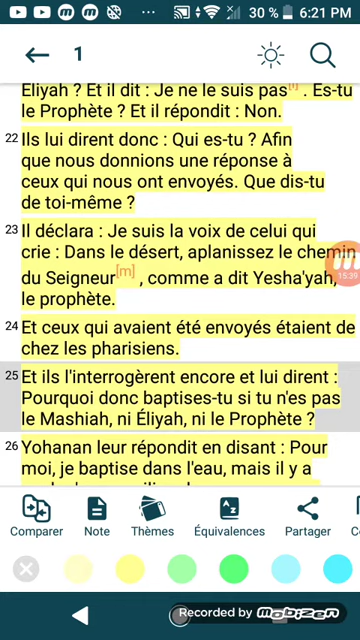 30 % 6:21 PM
1
Eliyah ? Et il dit : Je ne le suis pas[l] . Es-tu
le Prophète ? Et il répondit : Non.
22 Ils lui dirent donc : Qui es-tu ? Afin
que nous donnions une réponse à
ceux qui nous ont envoyés. Que dis-tu
de toi-même ?
23 Il déclara : Je suis la voix de celui qui
crie : Dans le désert, aplanissez le chemin
du Seigneur[m] , comme a dit Yesha'yah,
le prophète.
15:39
24 Et ceux qui avaient été envoyés étaient de
chez les pharisiens.
25 Et ils l'interrogèrent encore et lui dirent :
Pourquoi donc baptises-tu si tu n'es pas
le Mashiah, ni Éliyah, ni le Prophète ?
26 Yohanan leur répondit en disant : Pour
moi, je baptise dans l'eau, mais il y a
Comparer Note Thèmes Équivalences Partager
Recorded by mobizen